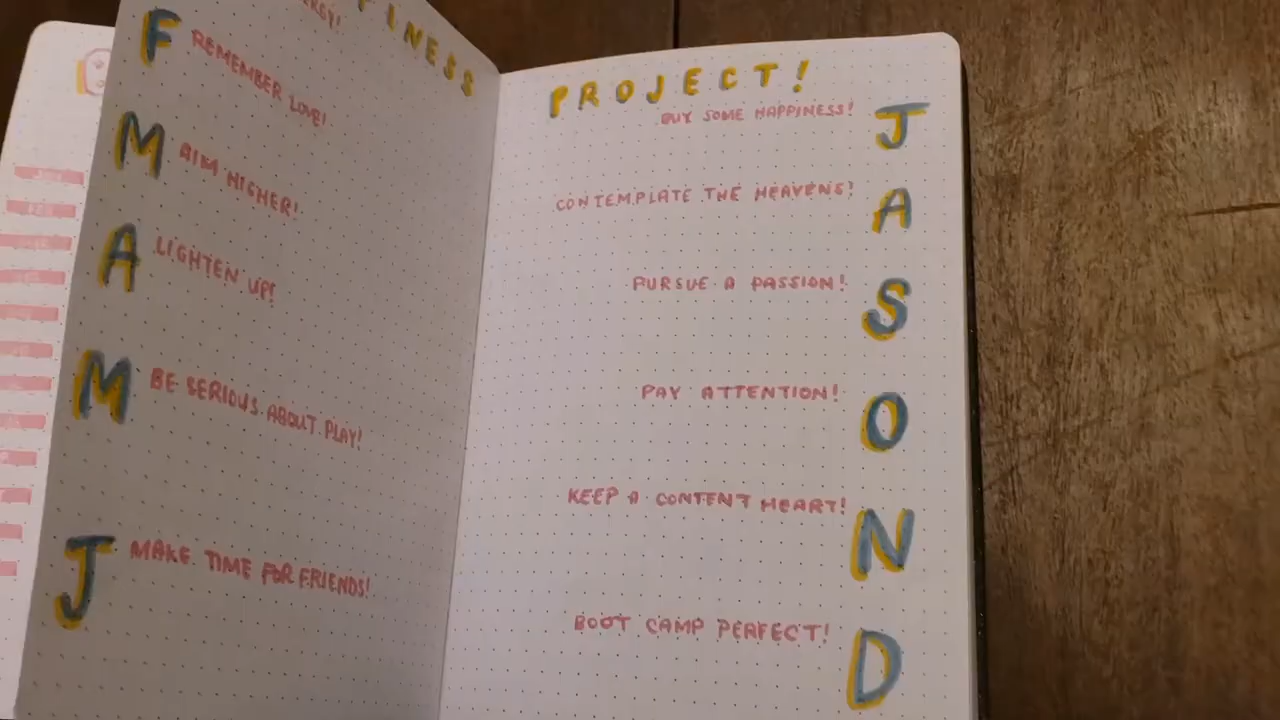 PINESS
F REMEMBER LOVE!
M AIM HIGHER!
A LIGHTEN UP!
M BE SERIOUS ABOUT PLAY!
J MAKE TIME FOR FRIENDS!
PROJECT!
BUY SOME HAPPINESS! J
CONTEMPLATE THE HEAVENS! A
PURSUE A PASSION! S
PAY ATTENTION! O
KEEP A CONTENT HEART! N
BOOT CAMP PERFECT! D